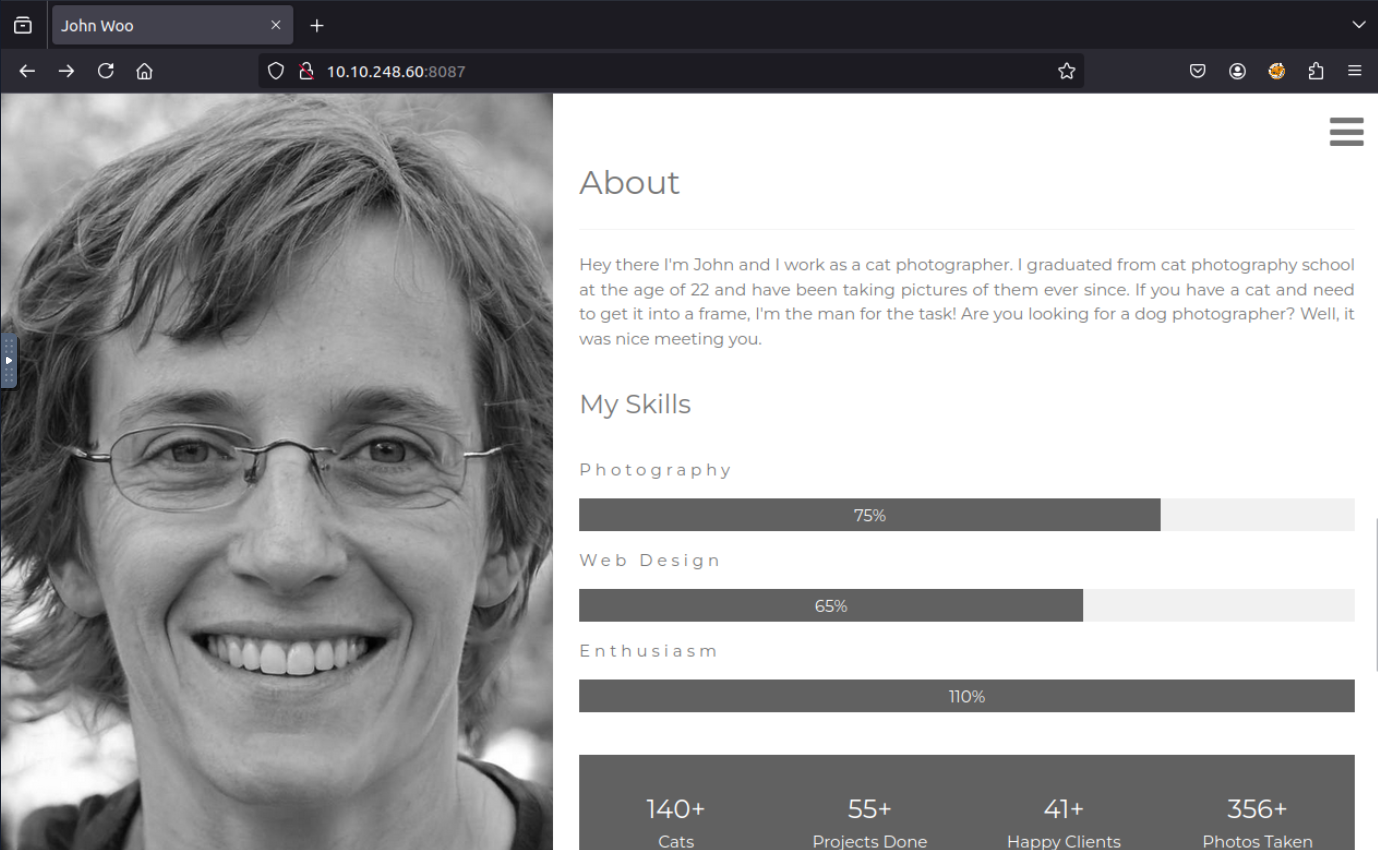 John Woo
10.10.248.60:8087
About
Hey there I'm John and I work as a cat photographer. I graduated from cat photography school
at the age of 22 and have been taking pictures of them ever since. If you have a cat and need
to get it into a frame, I'm the man for the task! Are you looking for a dog photographer? Well, it
was nice meeting you.
My Skills
Photography
75%
Web Design
65%
Enthusiasm
110%
140+ 55+ 41+ 356+
Cats Projects Done Happy Clients Photos Taken